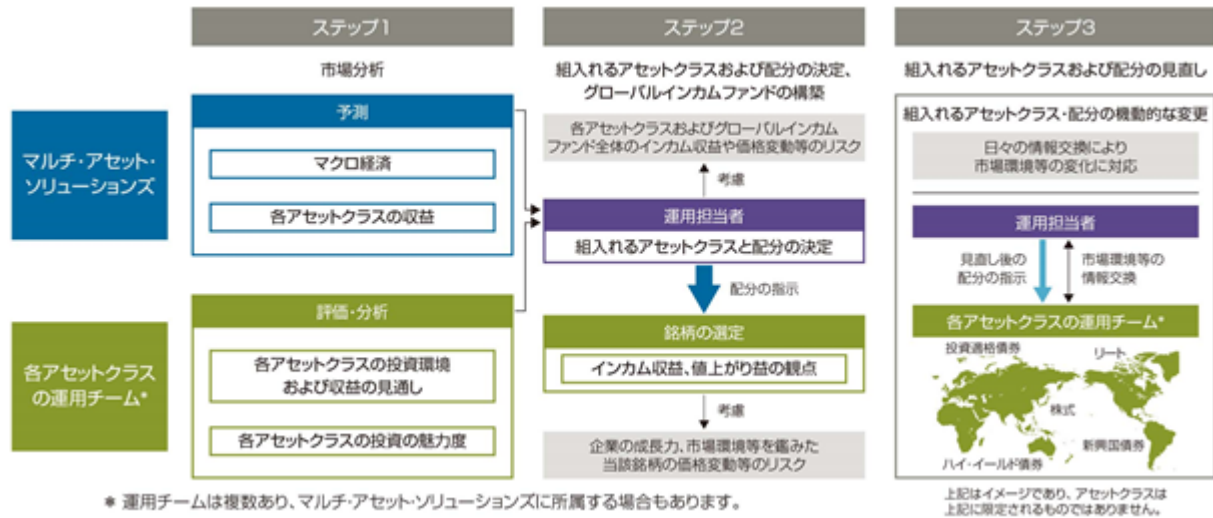 ステップ1
市場分析
マルチ・アセット・
ソリューションズ
予測
マクロ経済
各アセットクラスの収益
各アセットクラス
の運用チーム*
評価・分析
各アセットクラスの投資環境
および収益の見通し
各アセットクラスの投資の魅力度
ステップ2
組入れるアセットクラスおよび配分の決定、
グローバルインカムファンドの構築
各アセットクラスおよびグローバルインカム
ファンド全体のインカム収益や価格変動等のリスク
考慮
運用担当者
組入れるアセットクラスと配分の決定
配分の指示
銘柄の選定
インカム収益、値上がり益の観点
考慮
企業の成長力、市場環境等を鑑みた
当該銘柄の価格変動等のリスク
ステップ3
組入れるアセットクラスおよび配分の見直し
組入れるアセットクラス・配分の機動的な変更
日々の情報交換により
市場環境等の変化に対応
運用担当者
見直し後の
配分の指示
市場環境等の
情報交換
各アセットクラスの運用チーム*
投資適格債券
リート
株式
新興国債券
ハイ・イールド債券
* 運用チームは複数あり、マルチ・アセット・ソリューションズに所属する場合もあります。
上記はイメージであり、アセットクラスは
上記に限定されるものではありません。